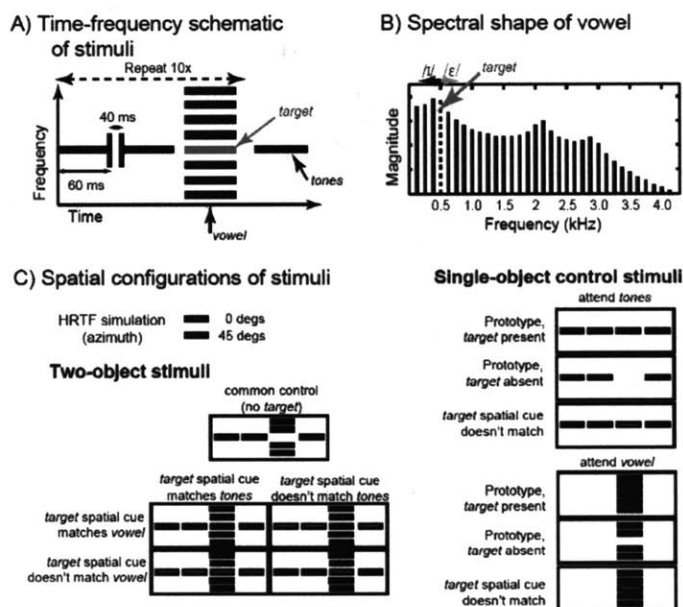 A) Time-frequency schematic
of stimuli
Repeat 10x
40 ms
target
Frequency
60 ms
tones
Time
vowel
B) Spectral shape of vowel
/ɪ/ /ɛ/
target
Magnitude
0.5 1.0 1.5 2 2.5 3.0 3.5 4.0
Frequency (kHz)
C) Spatial configurations of stimuli
HRTF simulation
(azimuth)
0 degs
45 degs
Two-object stimuli
common control
(no target)
target spatial cue
matches tones
target spatial cue
doesn't match tones
target spatial cue
matches vowel
target spatial cue
doesn't match vowel
Single-object control stimuli
attend tones
Prototype,
target present
Prototype,
target absent
target spatial cue
doesn't match
attend vowel
Prototype,
target present
Prototype,
target absent
target spatial cue
doesn't match